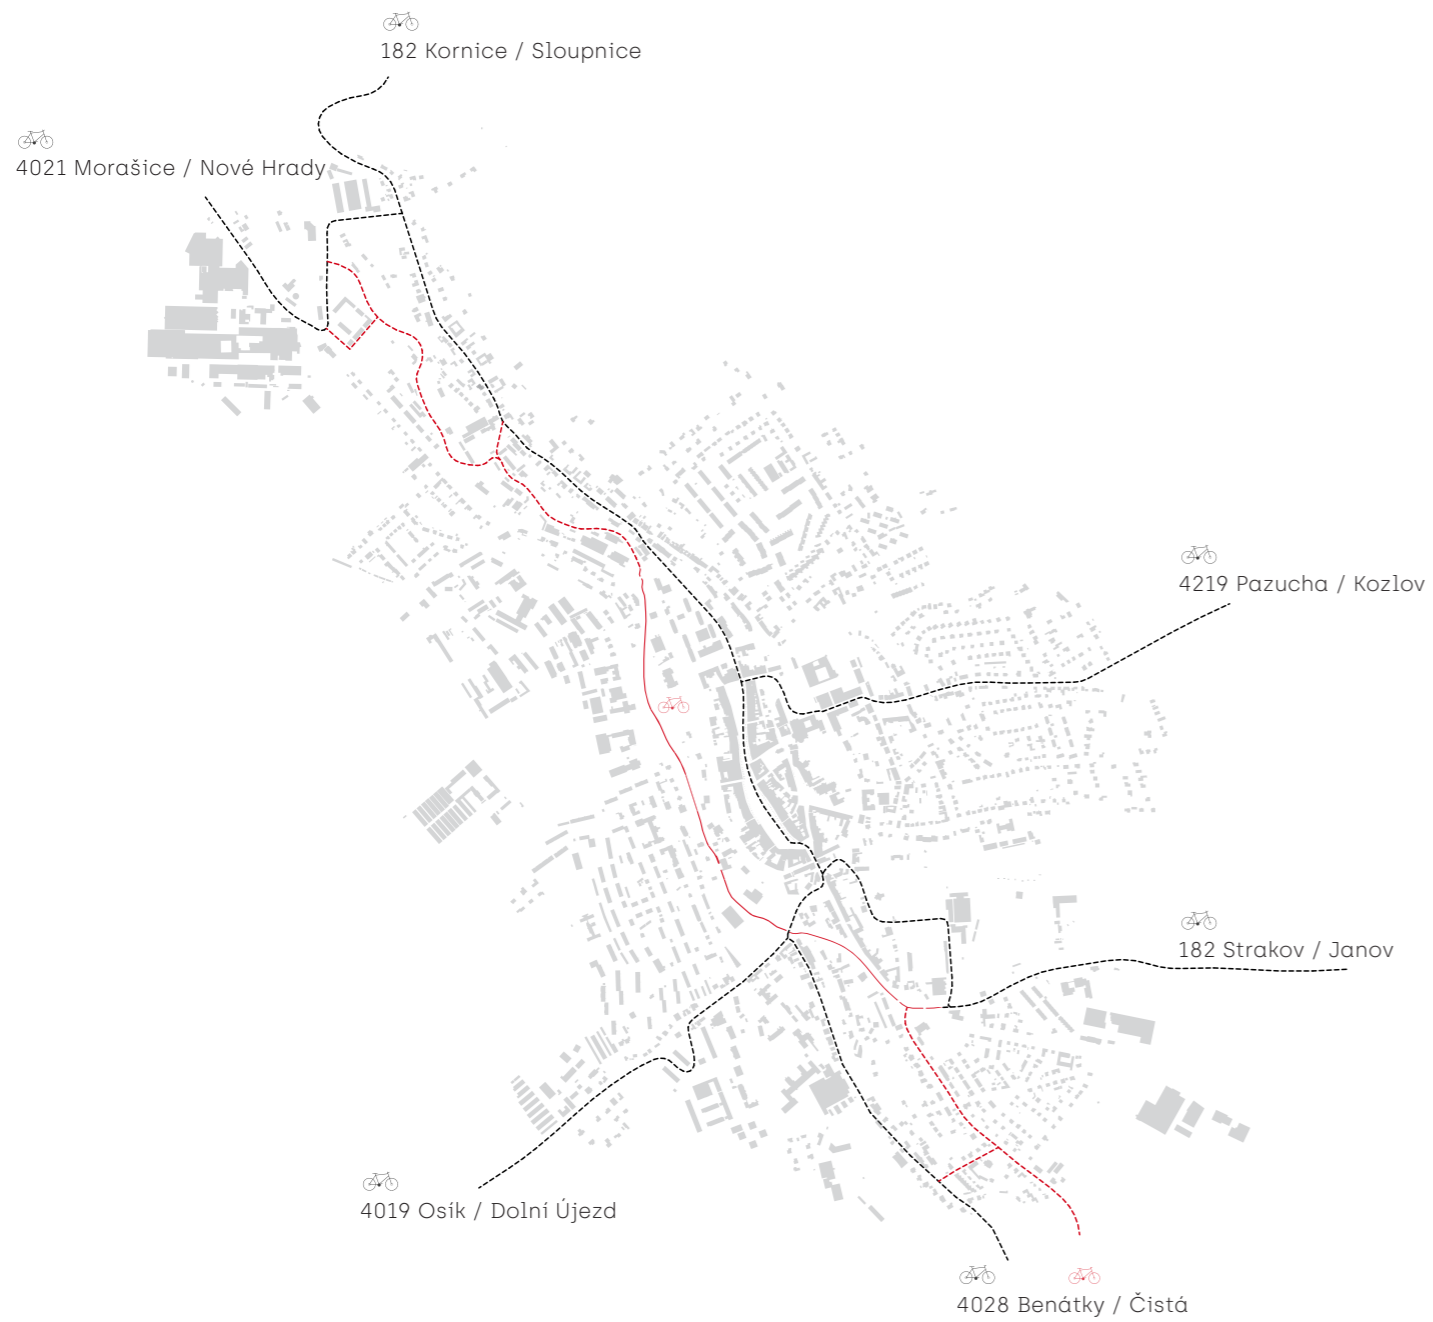 182 Kornice / Sloupnice
4021 Morašice / Nové Hrady
4219 Pazucha / Kozlov
182 Strakov / Janov
4019 Osík / Dolní Újezd
4028 Benátky / Čistá